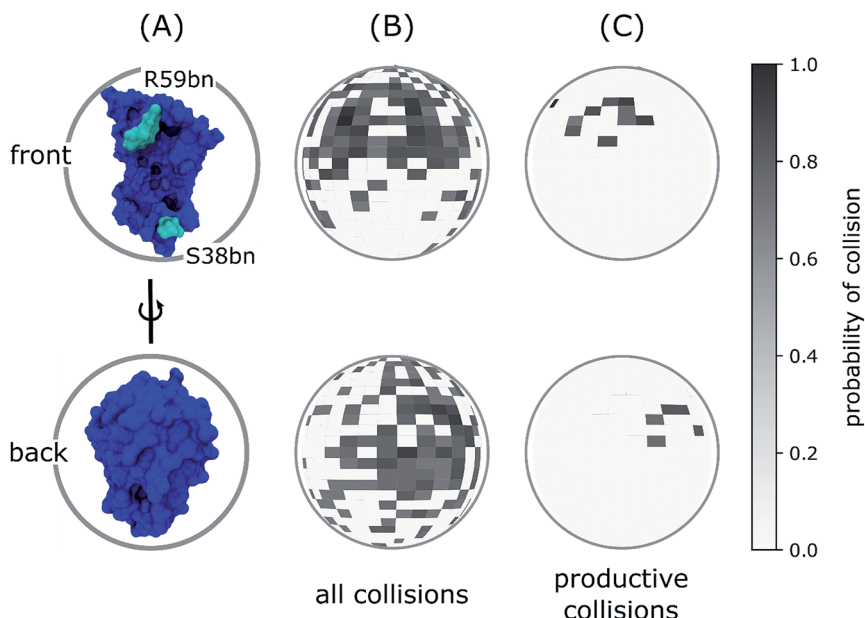 (A)
(B)
(C)
R59bn
front
S38bn
back
all collisions
productive
collisions
1.0
0.8
0.6
0.4
0.2
0.0
probability of collision